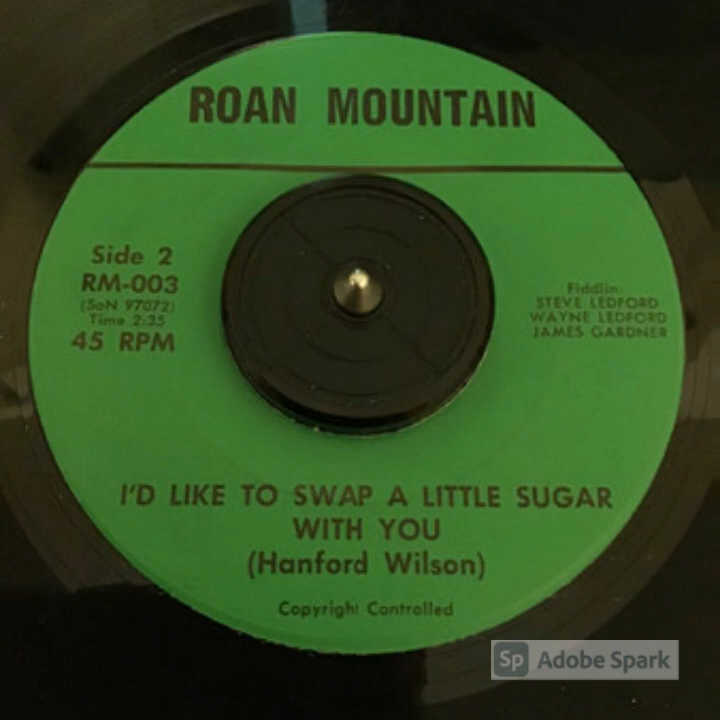 ROAN MOUNTAIN
Side 2
RM-003
(SoN 97072)
Time 2:35
45 RPM
Fiddlin:
STEVE LEDFORD
WAYNE LEDFORD
JAMES GARDNER
I'D LIKE TO SWAP A LITTLE SUGAR
WITH YOU
(Hanford Wilson)
Copyright Controlled
Sp Adobe Spark